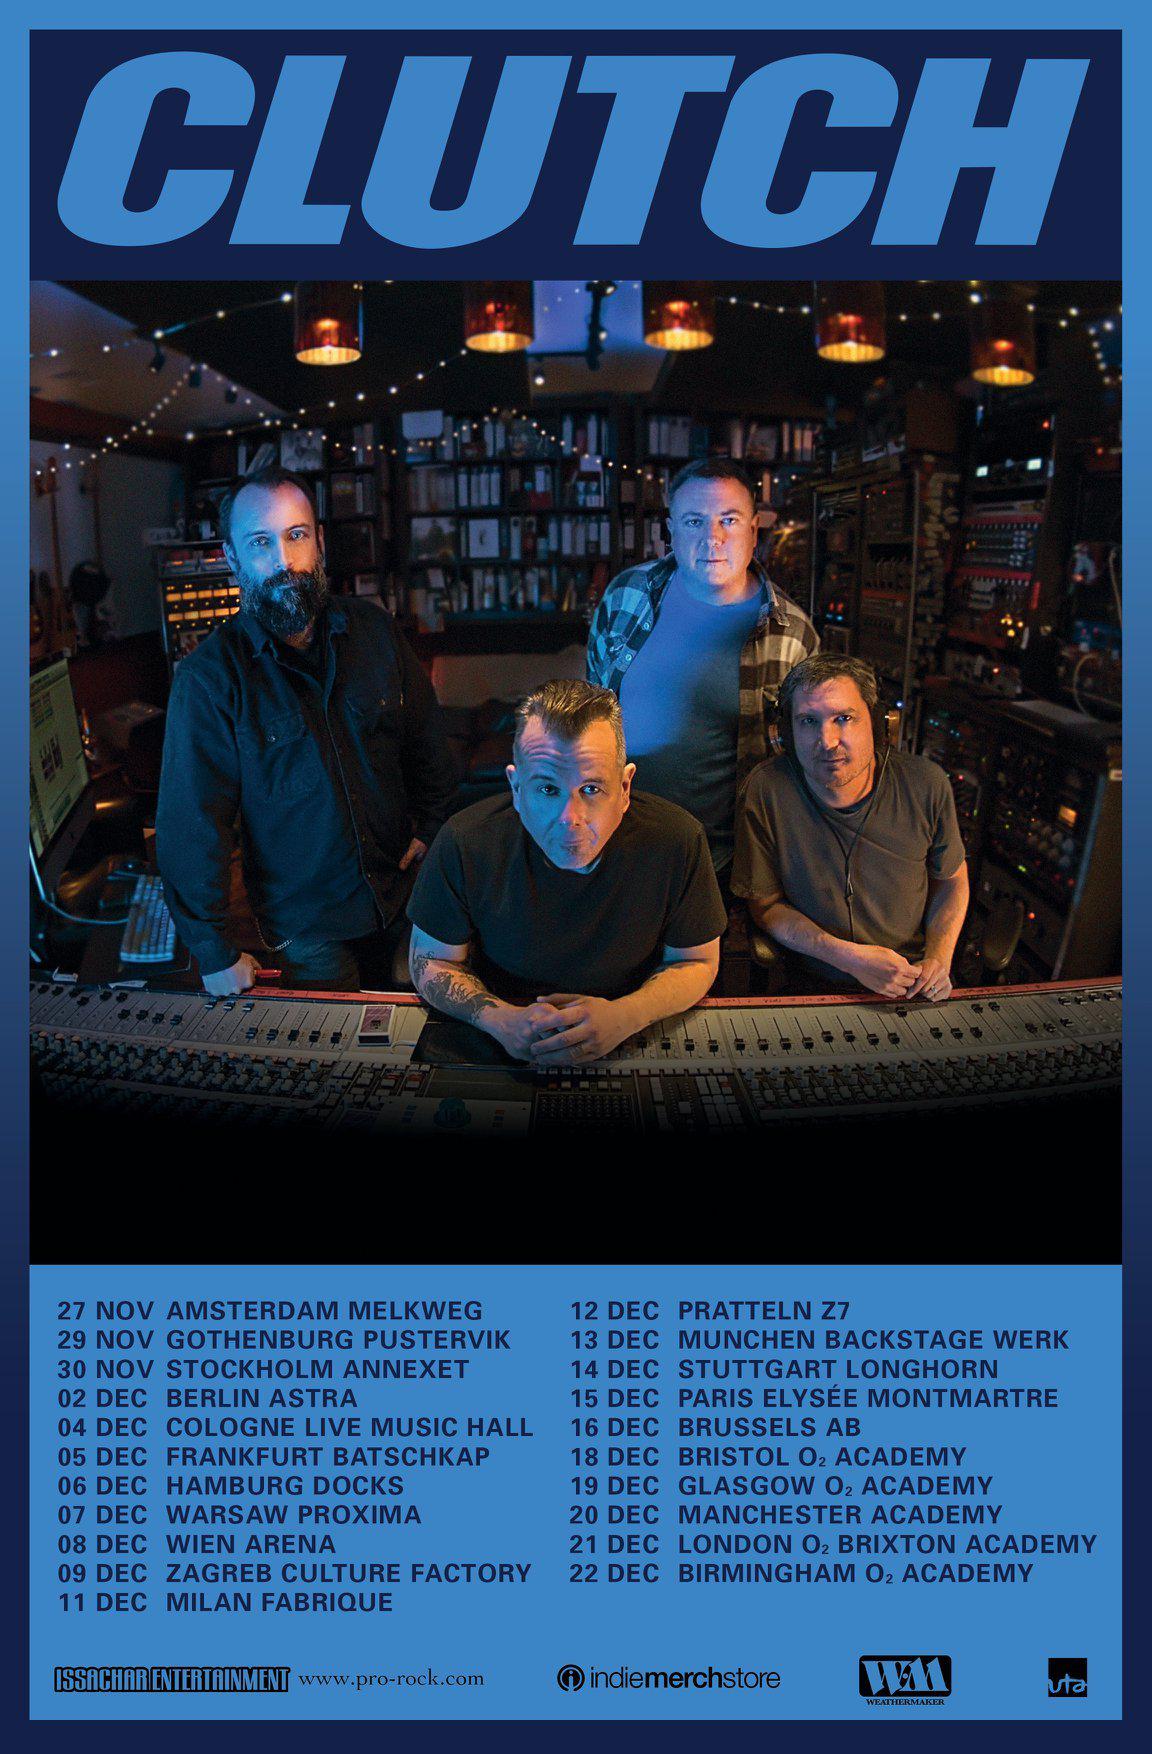 CLUTCH
27 NOV AMSTERDAM MELKWEG
29 NOV GOTHENBURG PUSTERVIK
30 NOV STOCKHOLM ANNEXET
02 DEC BERLIN ASTRA
04 DEC COLOGNE LIVE MUSIC HALL
05 DEC FRANKFURT BATSCHKAP
06 DEC HAMBURG DOCKS
07 DEC WARSAW PROXIMA
08 DEC WIEN ARENA
09 DEC ZAGREB CULTURE FACTORY
11 DEC MILAN FABRIQUE
12 DEC PRATTELN Z7
13 DEC MUNCHEN BACKSTAGE WERK
14 DEC STUTTGART LONGHORN
15 DEC PARIS ELYSÉE MONTMARTRE
16 DEC BRUSSELS AB
18 DEC BRISTOL O₂ ACADEMY
19 DEC GLASGOW O₂ ACADEMY
20 DEC MANCHESTER ACADEMY
21 DEC LONDON O₂ BRIXTON ACADEMY
22 DEC BIRMINGHAM O₂ ACADEMY
ISSACHAR ENTERTAINMENT www.pro-rock.com
indiemerchstore
WM
WEATHERMAKER
uta